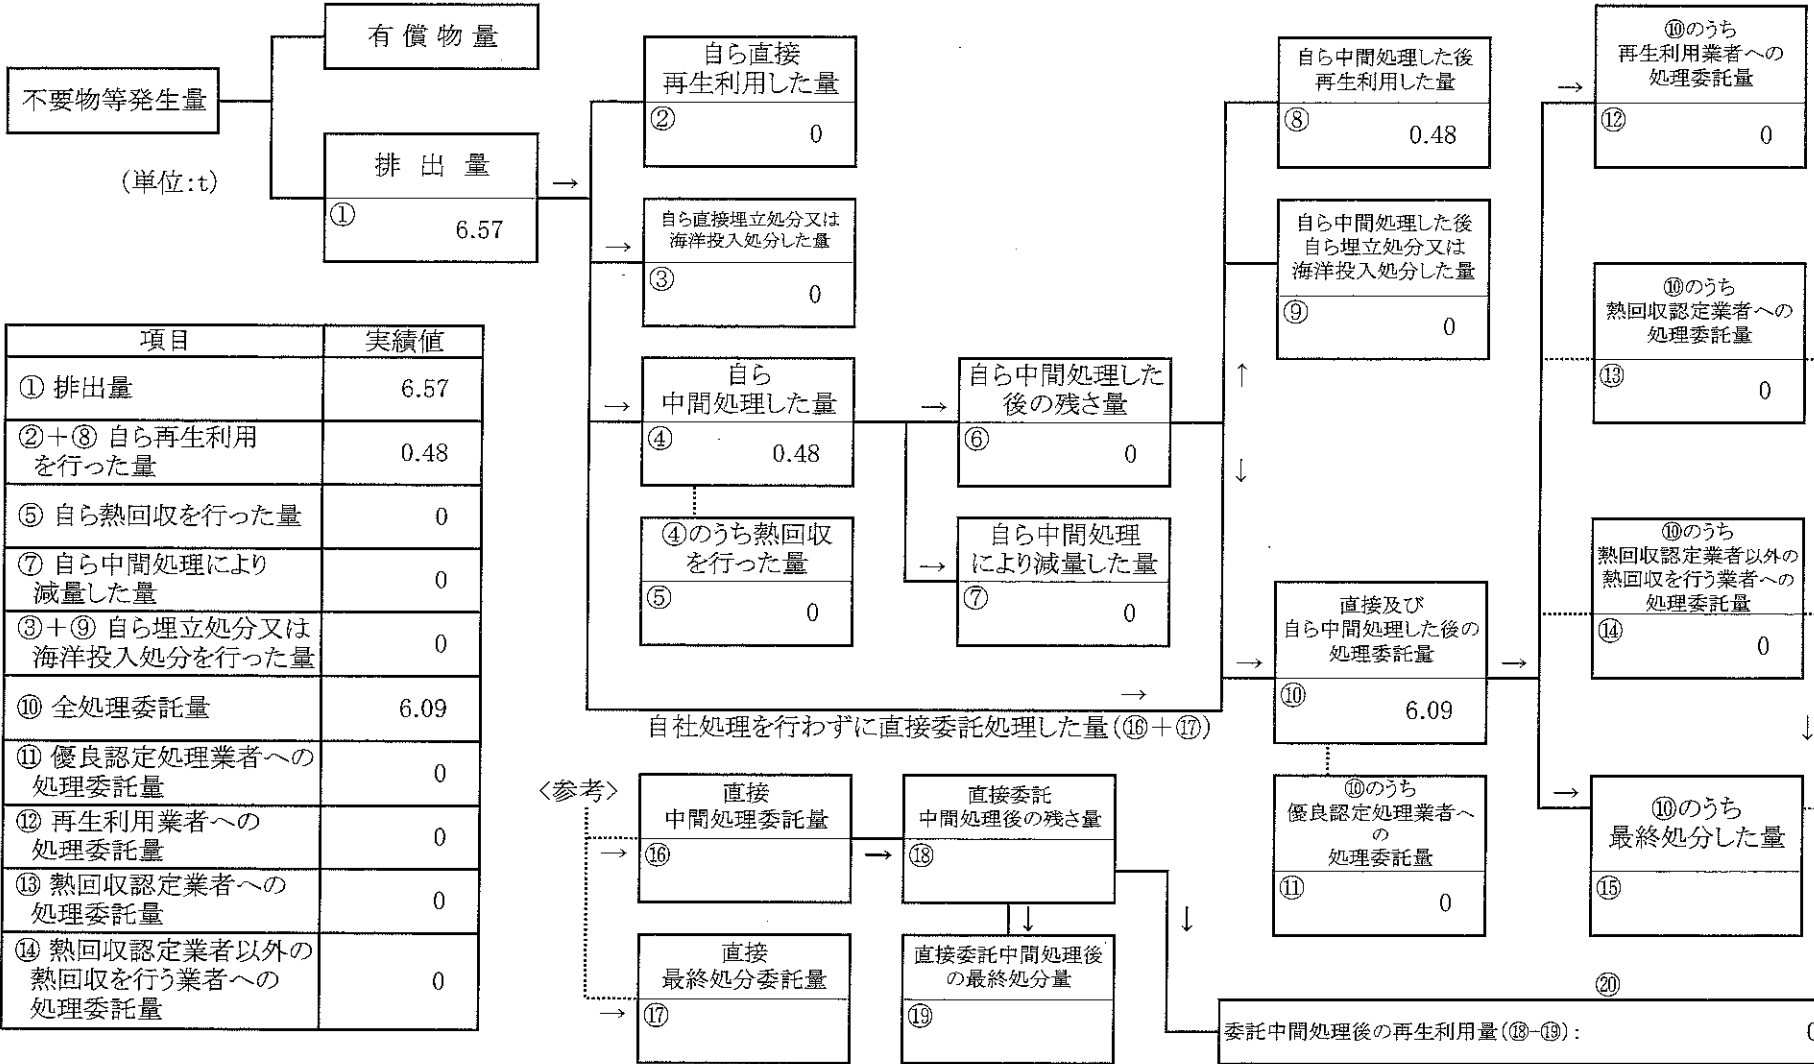 有償物量
不要物等発生量
(単位:t)
排出量
①
6.57
自ら直接
再生利用した量
②
0
自ら直接埋立処分又は
海洋投入処分した量
③
0
自ら
中間処理した量
④
0.48
④のうち熱回収
を行った量
⑤
0
自ら中間処理した
後の残さ量
⑥
0
自ら中間処理
により減量した量
⑦
0
自ら中間処理した後
再生利用した量
⑧
0.48
自ら中間処理した後
自ら埋立処分又は
海洋投入処分した量
⑨
0
直接及び
自ら中間処理した後の
処理委託量
⑩
6.09
⑩のうち
優良認定処理業者へ
の
処理委託量
⑪
0
⑩のうち
再生利用業者への
処理委託量
⑫
0
⑩のうち
熱回収認定業者への
処理委託量
⑬
0
⑩のうち
熱回収認定業者以外の
熱回収を行う業者への
処理委託量
⑭
0
⑩のうち
最終処分した量
⑮
自社処理を行わずに直接委託処理した量(⑯+⑰)
<参考>
直接
中間処理委託量
⑯
直接
最終処分委託量
⑰
直接委託
中間処理後の残さ量
⑱
直接委託中間処理後
の最終処分量
⑲
⑳
委託中間処理後の再生利用量(⑱-⑲):
項目 実績値
① 排出量 6.57
②+⑧ 自ら再生利用
を行った量 0.48
⑤ 自ら熱回収を行った量 0
⑦ 自ら中間処理により
減量した量 0
③+⑨ 自ら埋立処分又は
海洋投入処分を行った量 0
⑩ 全処理委託量 6.09
⑪ 優良認定処理業者への
処理委託量 0
⑫ 再生利用業者への
処理委託量 0
⑬ 熱回収認定業者への
処理委託量 0
⑭ 熱回収認定業者以外の
熱回収を行う業者への
処理委託量 0